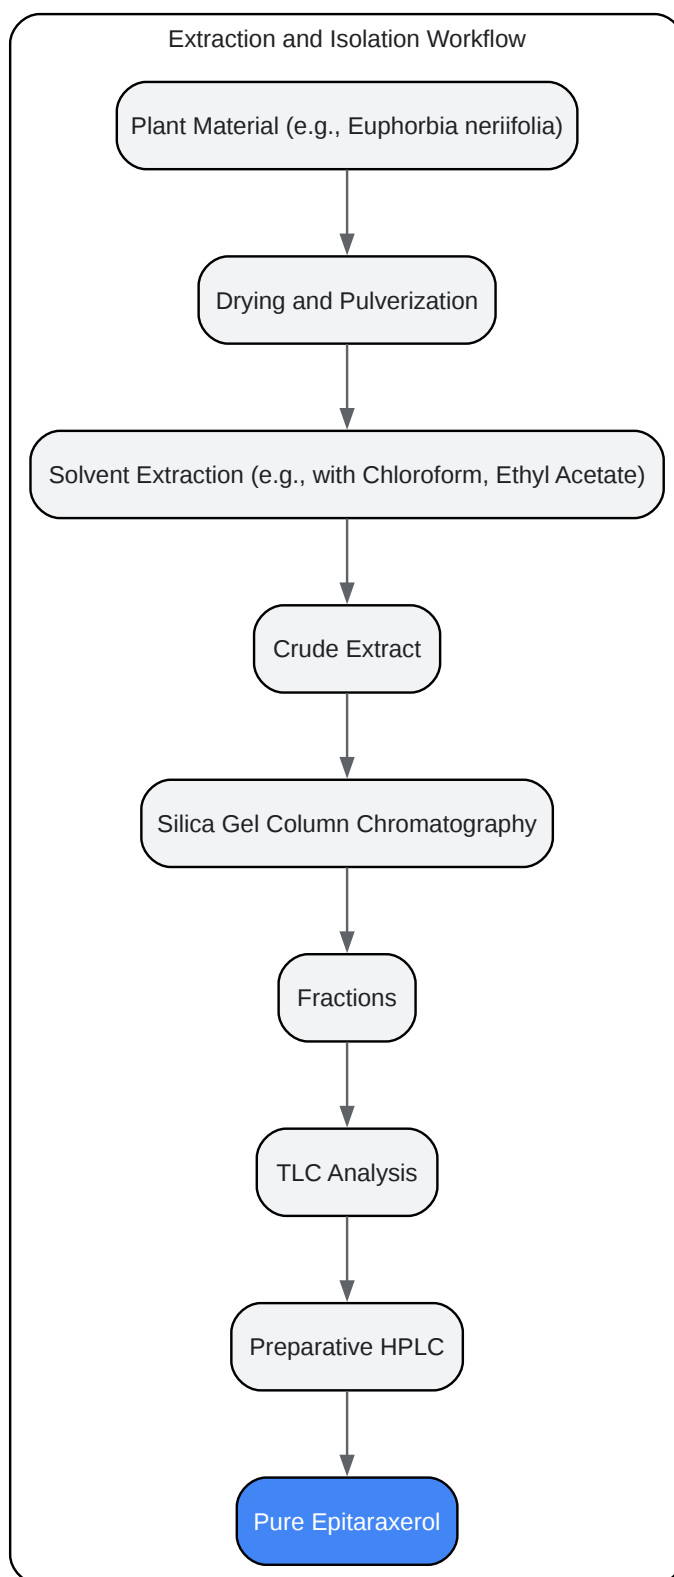 Extraction and Isolation Workflow
Plant Material (e.g., Euphorbia neriifolia)
Drying and Pulverization
Solvent Extraction (e.g., with Chloroform, Ethyl Acetate)
Crude Extract
Silica Gel Column Chromatography
Fractions
TLC Analysis
Preparative HPLC
Pure Epitaraxerol